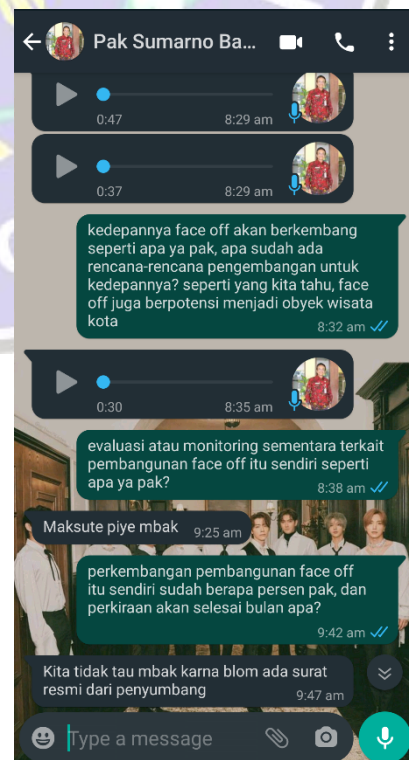 Pak Sumarno Ba...
0:47 8:29 am
0:37 8:29 am
kedepannya face off akan berkembang
seperti apa ya pak, apa sudah ada
rencana-rencana pengembangan untuk
kedepannya? seperti yang kita tahu, face
off juga berpotensi menjadi obyek wisata
kota
8:32 am
0:30 8:35 am
evaluasi atau monitoring sementara terkait
pembangunan face off itu sendiri seperti
apa ya pak?
8:38 am
Maksute piye mbak 9:25 am
perkembangan pembangunan face off
itu sendiri sudah berapa persen pak, dan
perkiraan akan selesai bulan apa?
9:42 am
Kita tidak tau mbak karna blom ada surat
resmi dari penyumbang
9:47 am
Type a message